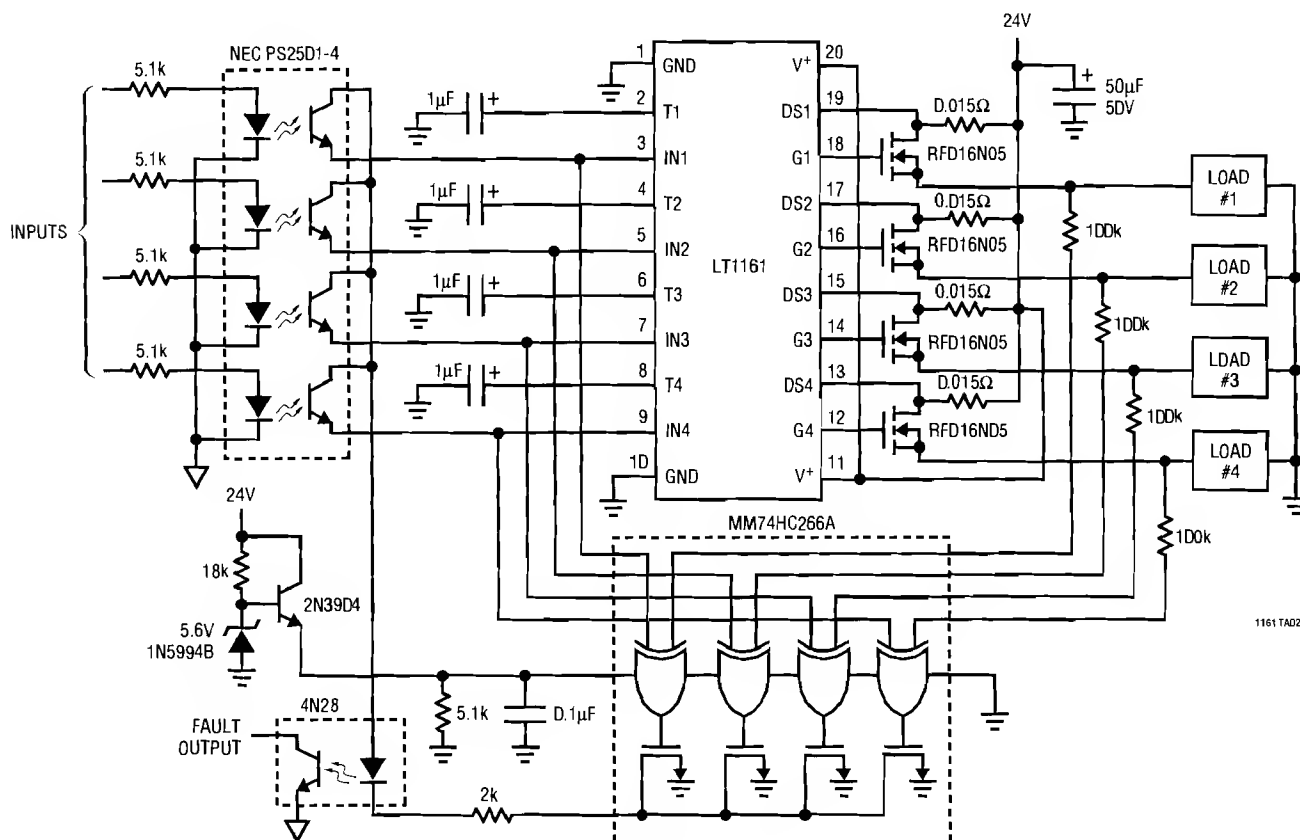 NEC PS25D1-4
5.1k
5.1k
5.1k
5.1k
INPUTS
1μF +
1μF +
1μF +
1μF +
1 GND
2 T1
3 IN1
4 T2
5 IN2
6 T3
7 IN3
8 T4
9 IN4
1D GND
LT1161
20 V+
19 DS1
18 G1
17 DS2
16 G2
15 DS3
14 G3
13 DS4
12 G4
11 V+
24V
+
50μF
5DV
D.015Ω
RFD16N05
0.D15Ω
RFD16N05
0.015Ω
RFD16N05
D.015Ω
RFD16ND5
LOAD
#1
LOAD
#2
LDAD
#3
LOAD
#4
1DDk
1DDk
1DDk
1D0k
24V
18k
2N39D4
5.6V
1N5994B
MM74HC266A
5.1k
D.1μF
4N28
FAULT
OUTPUT
2k
1161 TAD2